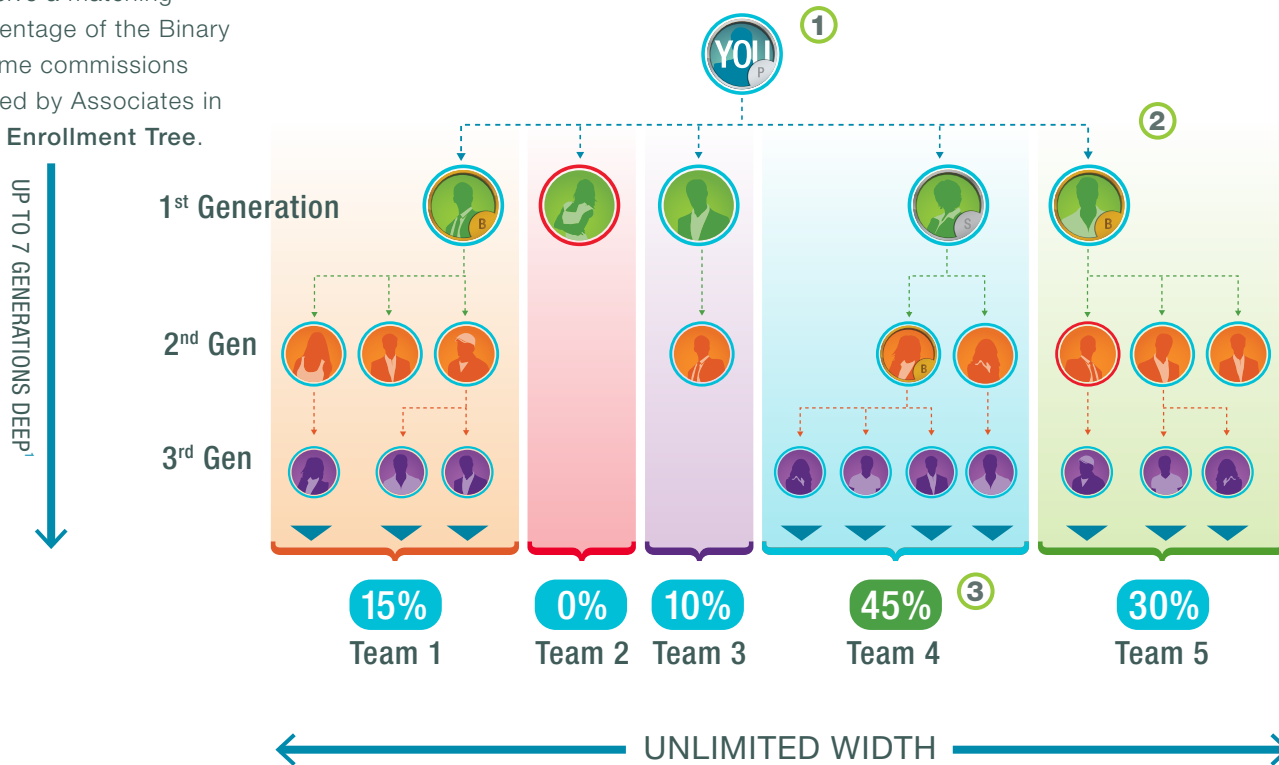 entage of the Binary
me commissions
ed by Associates in
Enrollment Tree.
YOU
P
1
2
UP TO 7 GENERATIONS DEEP¹
1st Generation
B
S
B
2nd Gen
B
3rd Gen
15%
0%
10%
45%
3
30%
Team 1
Team 2
Team 3
Team 4
Team 5
UNLIMITED WIDTH